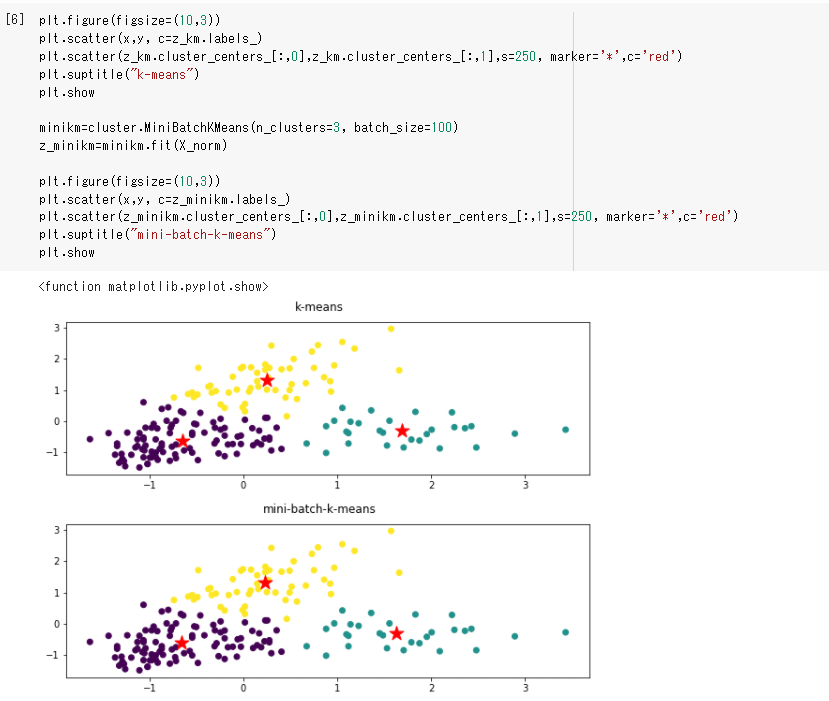 [6] plt.figure(figsize=(10,3))
plt.scatter(x,y, c=z_km.labels_)
plt.scatter(z_km.cluster_centers_[:,0],z_km.cluster_centers_[:,1],s=250, marker='*',c='red')
plt.suptitle("k-means")
plt.show
minikm=cluster.MiniBatchKMeans(n_clusters=3, batch_size=100)
z_minikm=minikm.fit(X_norm)
plt.figure(figsize=(10,3))
plt.scatter(x,y, c=z_minikm.labels_)
plt.scatter(z_minikm.cluster_centers_[:,0],z_minikm.cluster_centers_[:,1],s=250, marker='*',c='red')
plt.suptitle("mini-batch-k-means")
plt.show
<function matplotlib.pyplot.show>
k-means
3
2
1
0
−1
−1 0 1 2 3
mini-batch-k-means
3
2
1
0
−1
−1 0 1 2 3